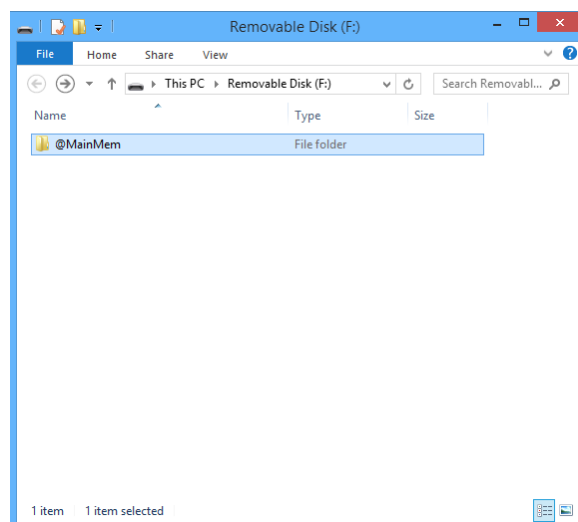 Removable Disk (F:)
File Home Share View
This PC Removable Disk (F:) Search Removabl...
Name Type Size
@MainMem File folder
1 item 1 item selected